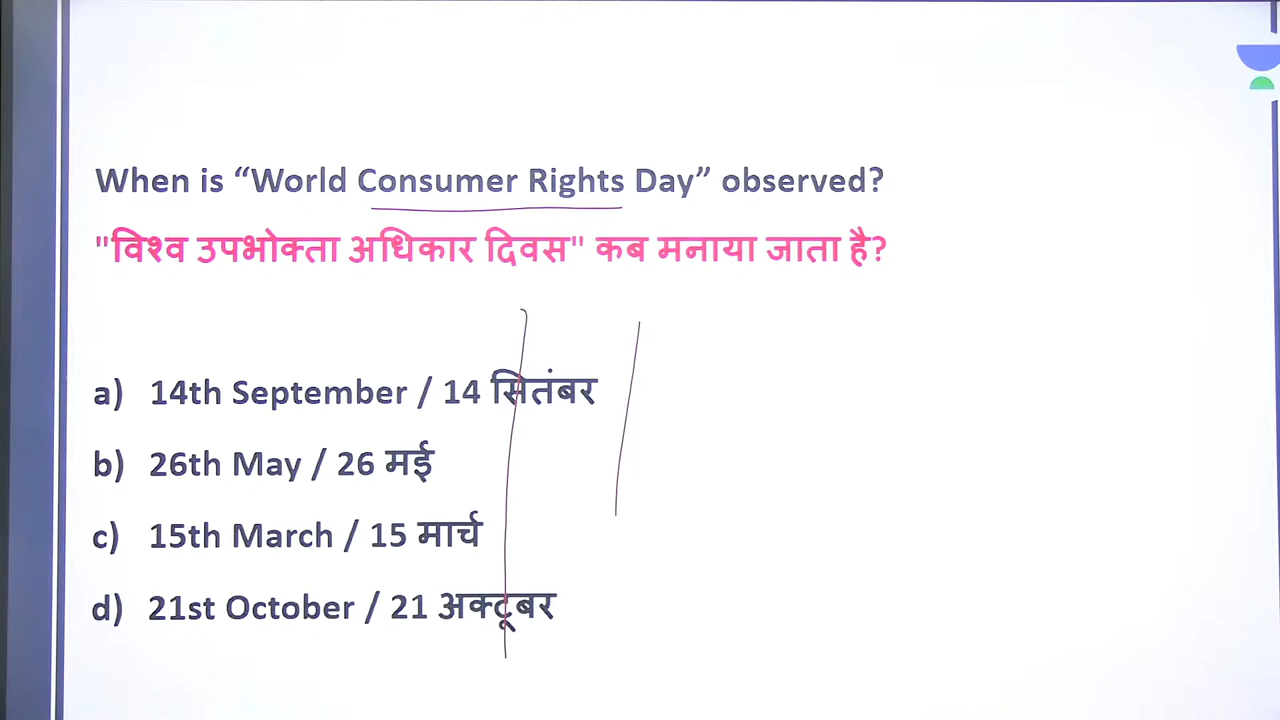 When is “World Consumer Rights Day” observed?
"विश्व उपभोक्ता अधिकार दिवस" कब मनाया जाता है?
a) 14th September / 14 सितंबर
b) 26th May / 26 मई
c) 15th March / 15 मार्च
d) 21st October / 21 अक्टूबर